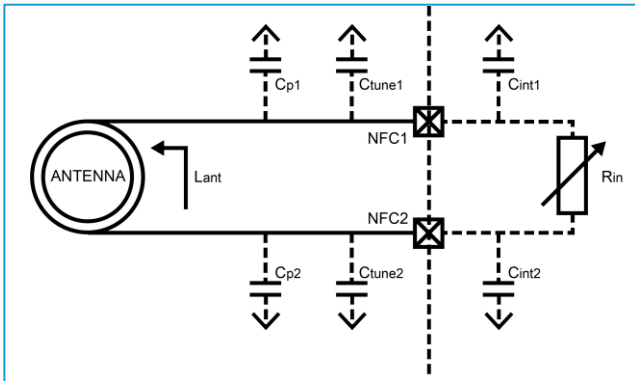 Cp1
Ctune1
Cint1
NFC1
ANTENNA
Lant
Rin
NFC2
Cp2
Ctune2
Cint2